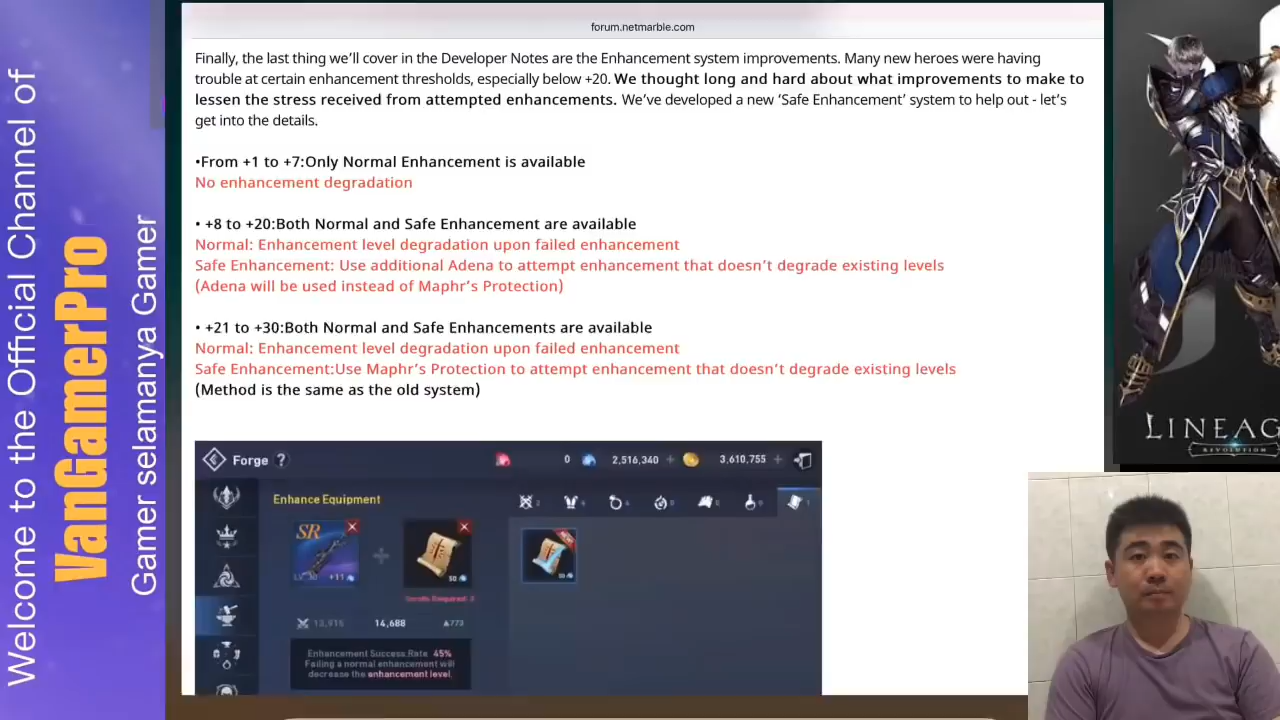 Welcome to the Official Channel of
VanGamerPro
Gamer selamanya Gamer
forum.netmarble.com
Finally, the last thing we'll cover in the Developer Notes are the Enhancement system improvements. Many new heroes were having
trouble at certain enhancement thresholds, especially below +20. We thought long and hard about what improvements to make to
lessen the stress received from attempted enhancements. We've developed a new 'Safe Enhancement' system to help out - let's
get into the details.
•From +1 to +7:Only Normal Enhancement is available
No enhancement degradation
• +8 to +20:Both Normal and Safe Enhancement are available
Normal: Enhancement level degradation upon failed enhancement
Safe Enhancement: Use additional Adena to attempt enhancement that doesn't degrade existing levels
(Adena will be used instead of Maphr's Protection)
• +21 to +30:Both Normal and Safe Enhancements are available
Normal: Enhancement level degradation upon failed enhancement
Safe Enhancement:Use Maphr's Protection to attempt enhancement that doesn't degrade existing levels
(Method is the same as the old system)
Forge ?
0 2,516,340 + 3,610,755 +
Enhance Equipment
SR
+11
50
13,915 14,688 ▲773
Enhancement Success Rate 45%
Failing a normal enhancement will
decrease the enhancement level.
LINEAG
REVOLUTION